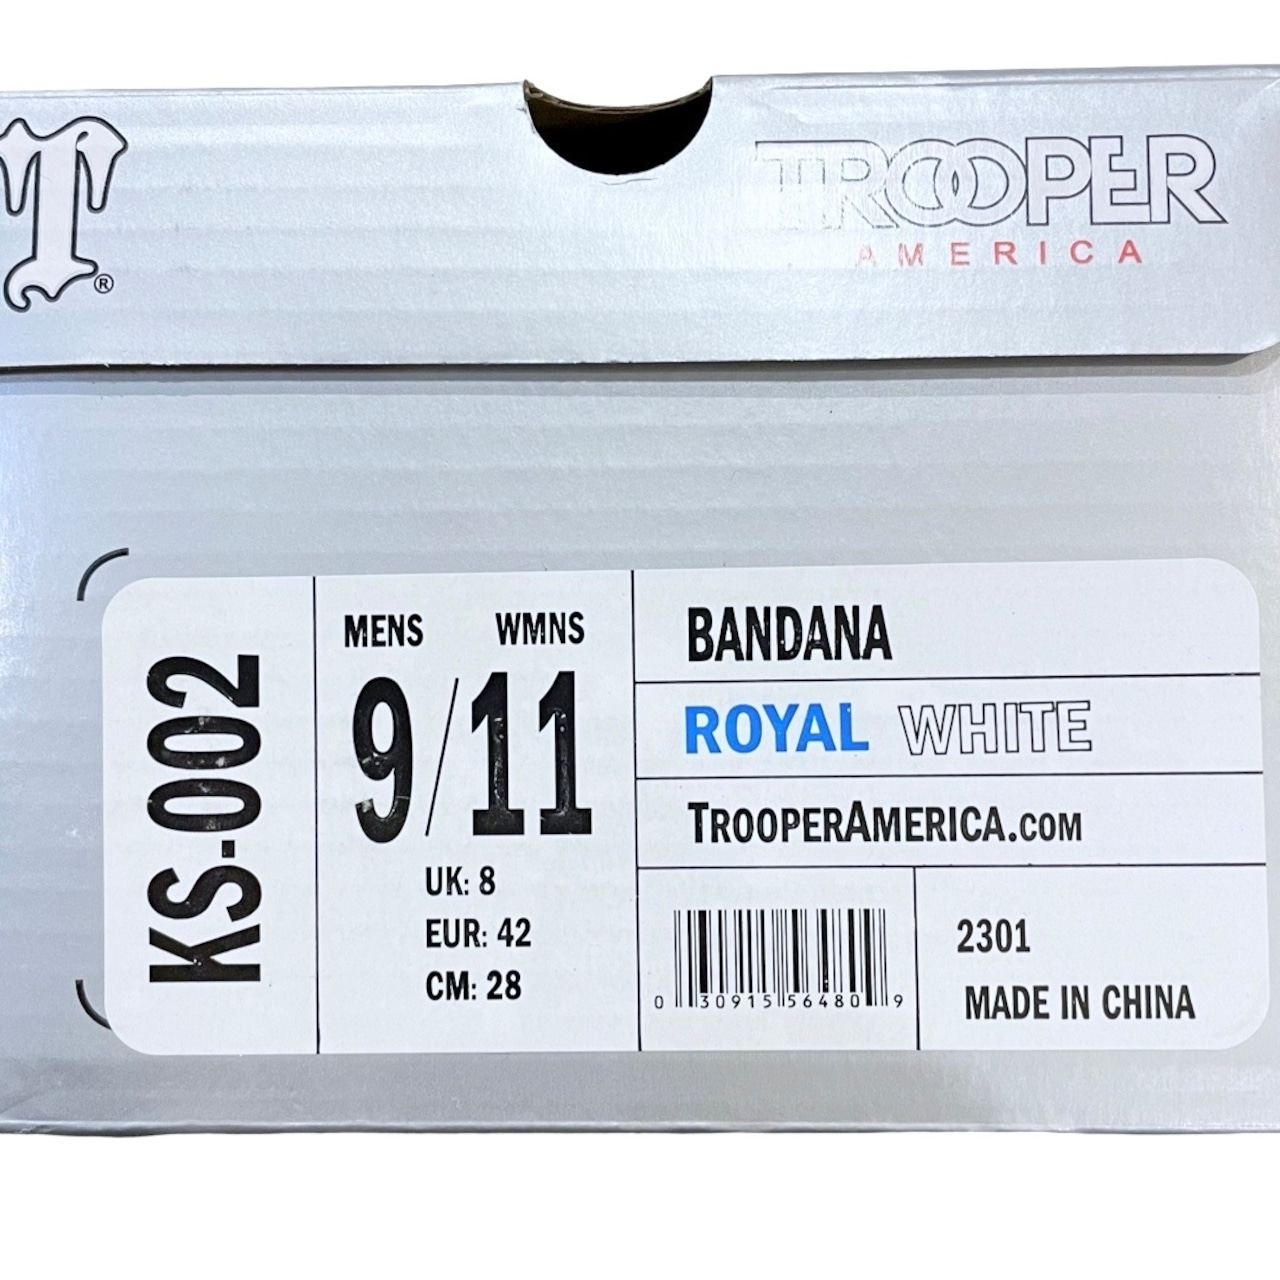 T®
TROOPER
AMERICA
KS-002
MENS WMNS
9/11
UK: 8
EUR: 42
CM: 28
BANDANA
ROYAL WHITE
TROOPERAMERICA.COM
0 30915 56480 9
2301
MADE IN CHINA